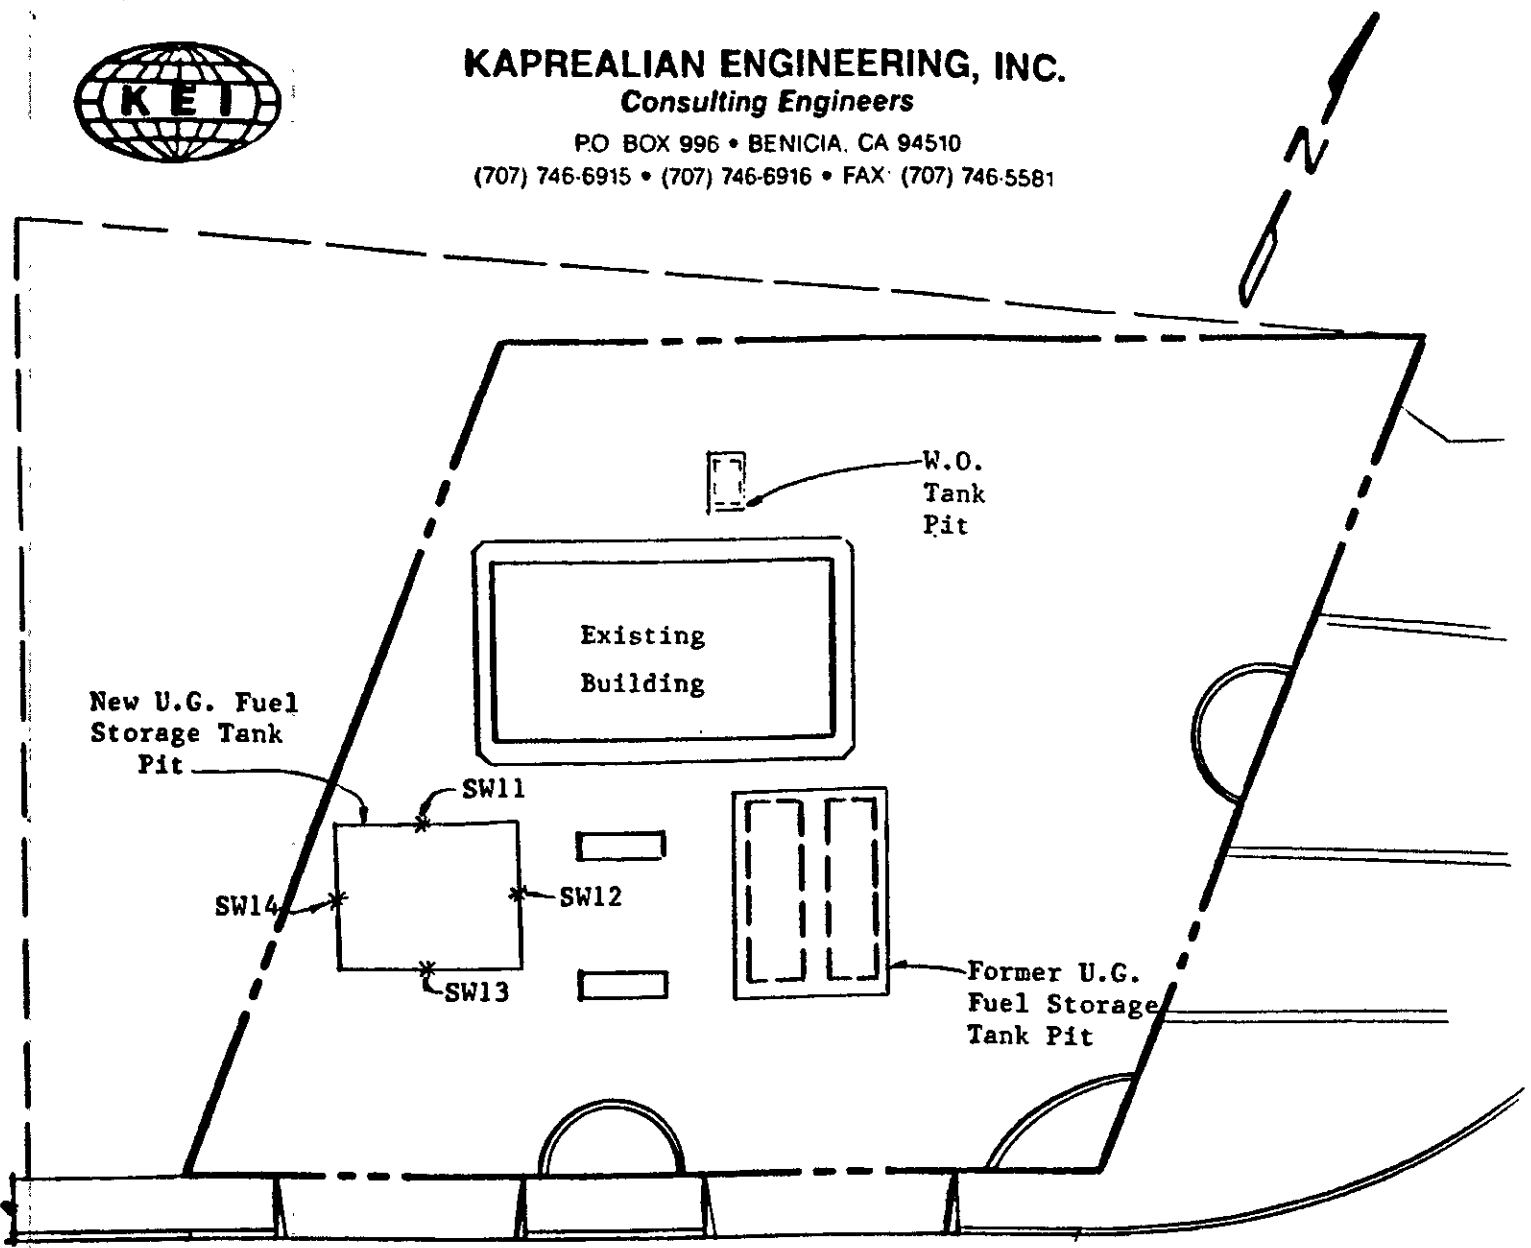 KEI
KAPREALIAN ENGINEERING, INC.
Consulting Engineers
P.O BOX 996 • BENICIA, CA 94510
(707) 746-6915 • (707) 746-6916 • FAX (707) 746-5581
N
W.O.
Tank
Pit
Existing
Building
New U.G. Fuel
Storage Tank
Pit
SW11
SW14
SW12
SW13
Former U.G.
Fuel Storage
Tank Pit